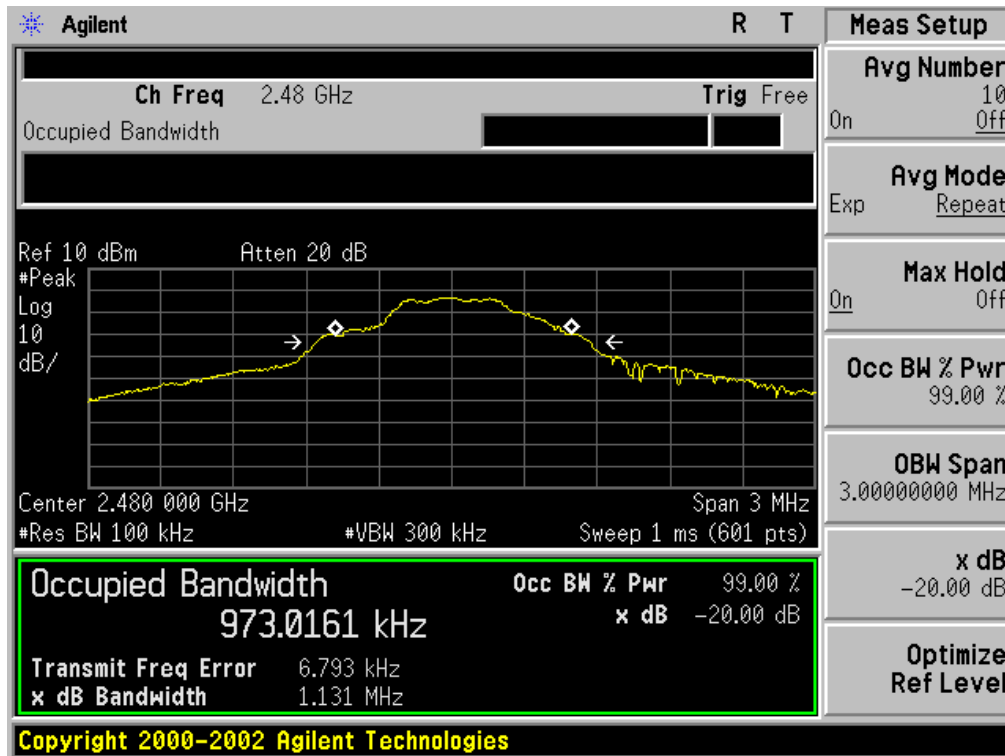 Agilent R T
Ch Freq 2.48 GHz Trig Free
Occupied Bandwidth
Ref 10 dBm Atten 20 dB
#Peak
Log
10
dB/
Center 2.480 000 GHz Span 3 MHz
#Res BW 100 kHz #VBW 300 kHz Sweep 1 ms (601 pts)
Occupied Bandwidth Occ BW % Pwr 99.00 %
973.0161 kHz x dB -20.00 dB
Transmit Freq Error 6.793 kHz
x dB Bandwidth 1.131 MHz
Copyright 2000-2002 Agilent Technologies
Meas Setup
Avg Number
10
On Off
Avg Mode
Exp Repeat
Max Hold
On Off
Occ BW % Pwr
99.00 %
OBW Span
3.00000000 MHz
x dB
-20.00 dB
Optimize
Ref Level